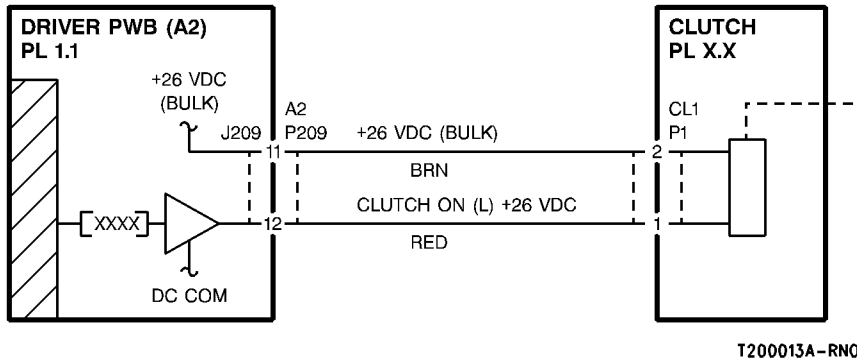 DRIVER PWB (A2)
PL 1.1
+26 VDC
(BULK)
J209
A2
P209
11
+26 VDC (BULK)
BRN
[XXXX]
12
CLUTCH ON (L) +26 VDC
RED
DC COM
CLUTCH
PL X.X
CL1
P1
2
1
T200013A-RN0